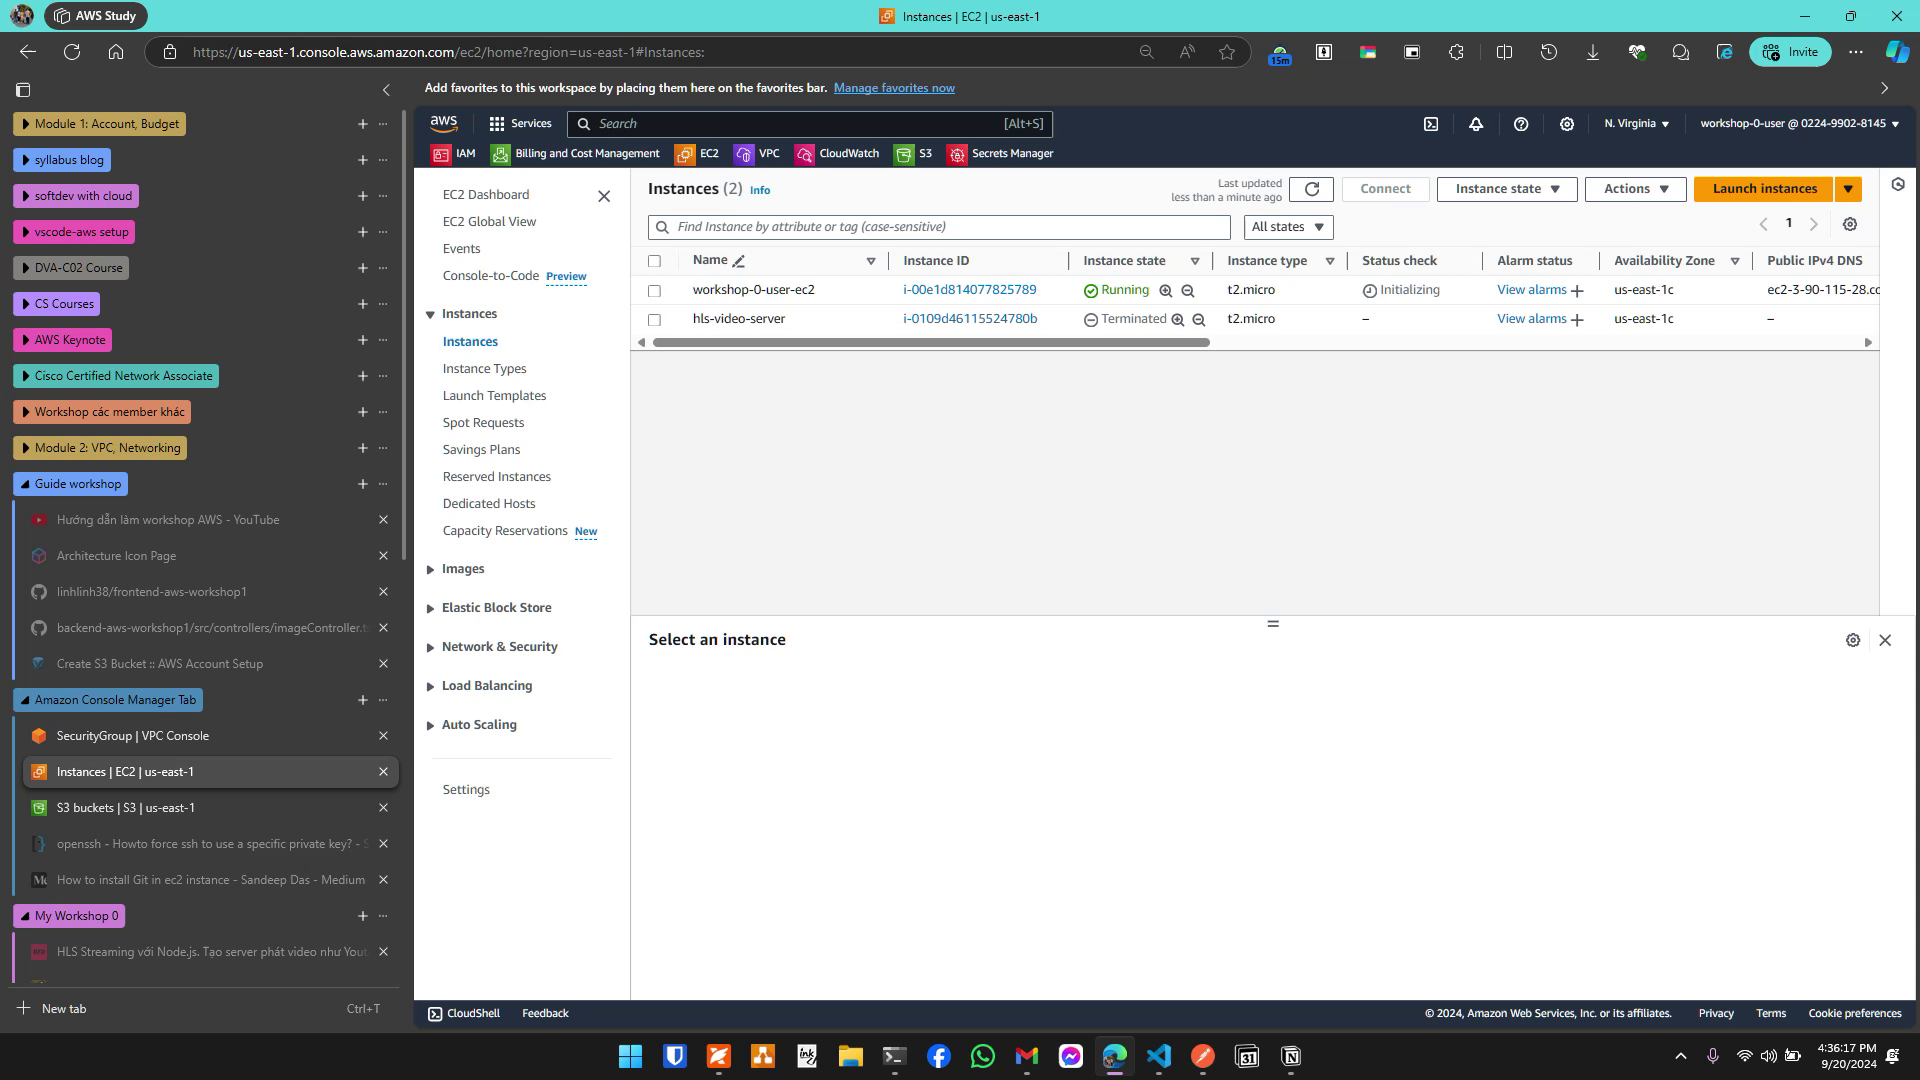 AWS Study
Instances | EC2 | us-east-1
https://us-east-1.console.aws.amazon.com/ec2/home?region=us-east-1#Instances:
15m
Invite
Add favorites to this workspace by placing them here on the favorites bar. Manage favorites now
Module 1: Account, Budget
syllabus blog
softdev with cloud
vscode-aws setup
DVA-C02 Course
CS Courses
AWS Keynote
Cisco Certified Network Associate
Workshop các member khác
Module 2: VPC, Networking
Guide workshop
Hướng dẫn làm workshop AWS - YouTube
Architecture Icon Page
linhlinh38/frontend-aws-workshop1
backend-aws-workshop1/src/controllers/imageController.t
Create S3 Bucket :: AWS Account Setup
Amazon Console Manager Tab
SecurityGroup | VPC Console
Instances | EC2 | us-east-1
S3 buckets | S3 | us-east-1
openssh - Howto force ssh to use a specific private key? - S
How to install Git in ec2 instance - Sandeep Das - Medium
My Workshop 0
HLS Streaming với Node.js. Tạo server phát video như Yout
New tab Ctrl+T
aws Services Search [Alt+S] N. Virginia workshop-0-user @ 0224-9902-8145
IAM Billing and Cost Management EC2 VPC CloudWatch S3 Secrets Manager
EC2 Dashboard
EC2 Global View
Events
Console-to-Code Preview
Instances
Instances
Instance Types
Launch Templates
Spot Requests
Savings Plans
Reserved Instances
Dedicated Hosts
Capacity Reservations New
Images
Elastic Block Store
Network & Security
Load Balancing
Auto Scaling
Settings
Instances (2) Info
Last updated
less than a minute ago
Connect Instance state Actions Launch instances
Find Instance by attribute or tag (case-sensitive) All states 1
Name Instance ID Instance state Instance type Status check Alarm status Availability Zone Public IPv4 DNS
workshop-0-user-ec2 i-00e1d814077825789 Running t2.micro Initializing View alarms us-east-1c ec2-3-90-115-28.co
hls-video-server i-0109d46115524780b Terminated t2.micro – View alarms us-east-1c –
Select an instance
CloudShell Feedback © 2024, Amazon Web Services, Inc. or its affiliates. Privacy Terms Cookie preferences
ink
31
4:36:17 PM
9/20/2024